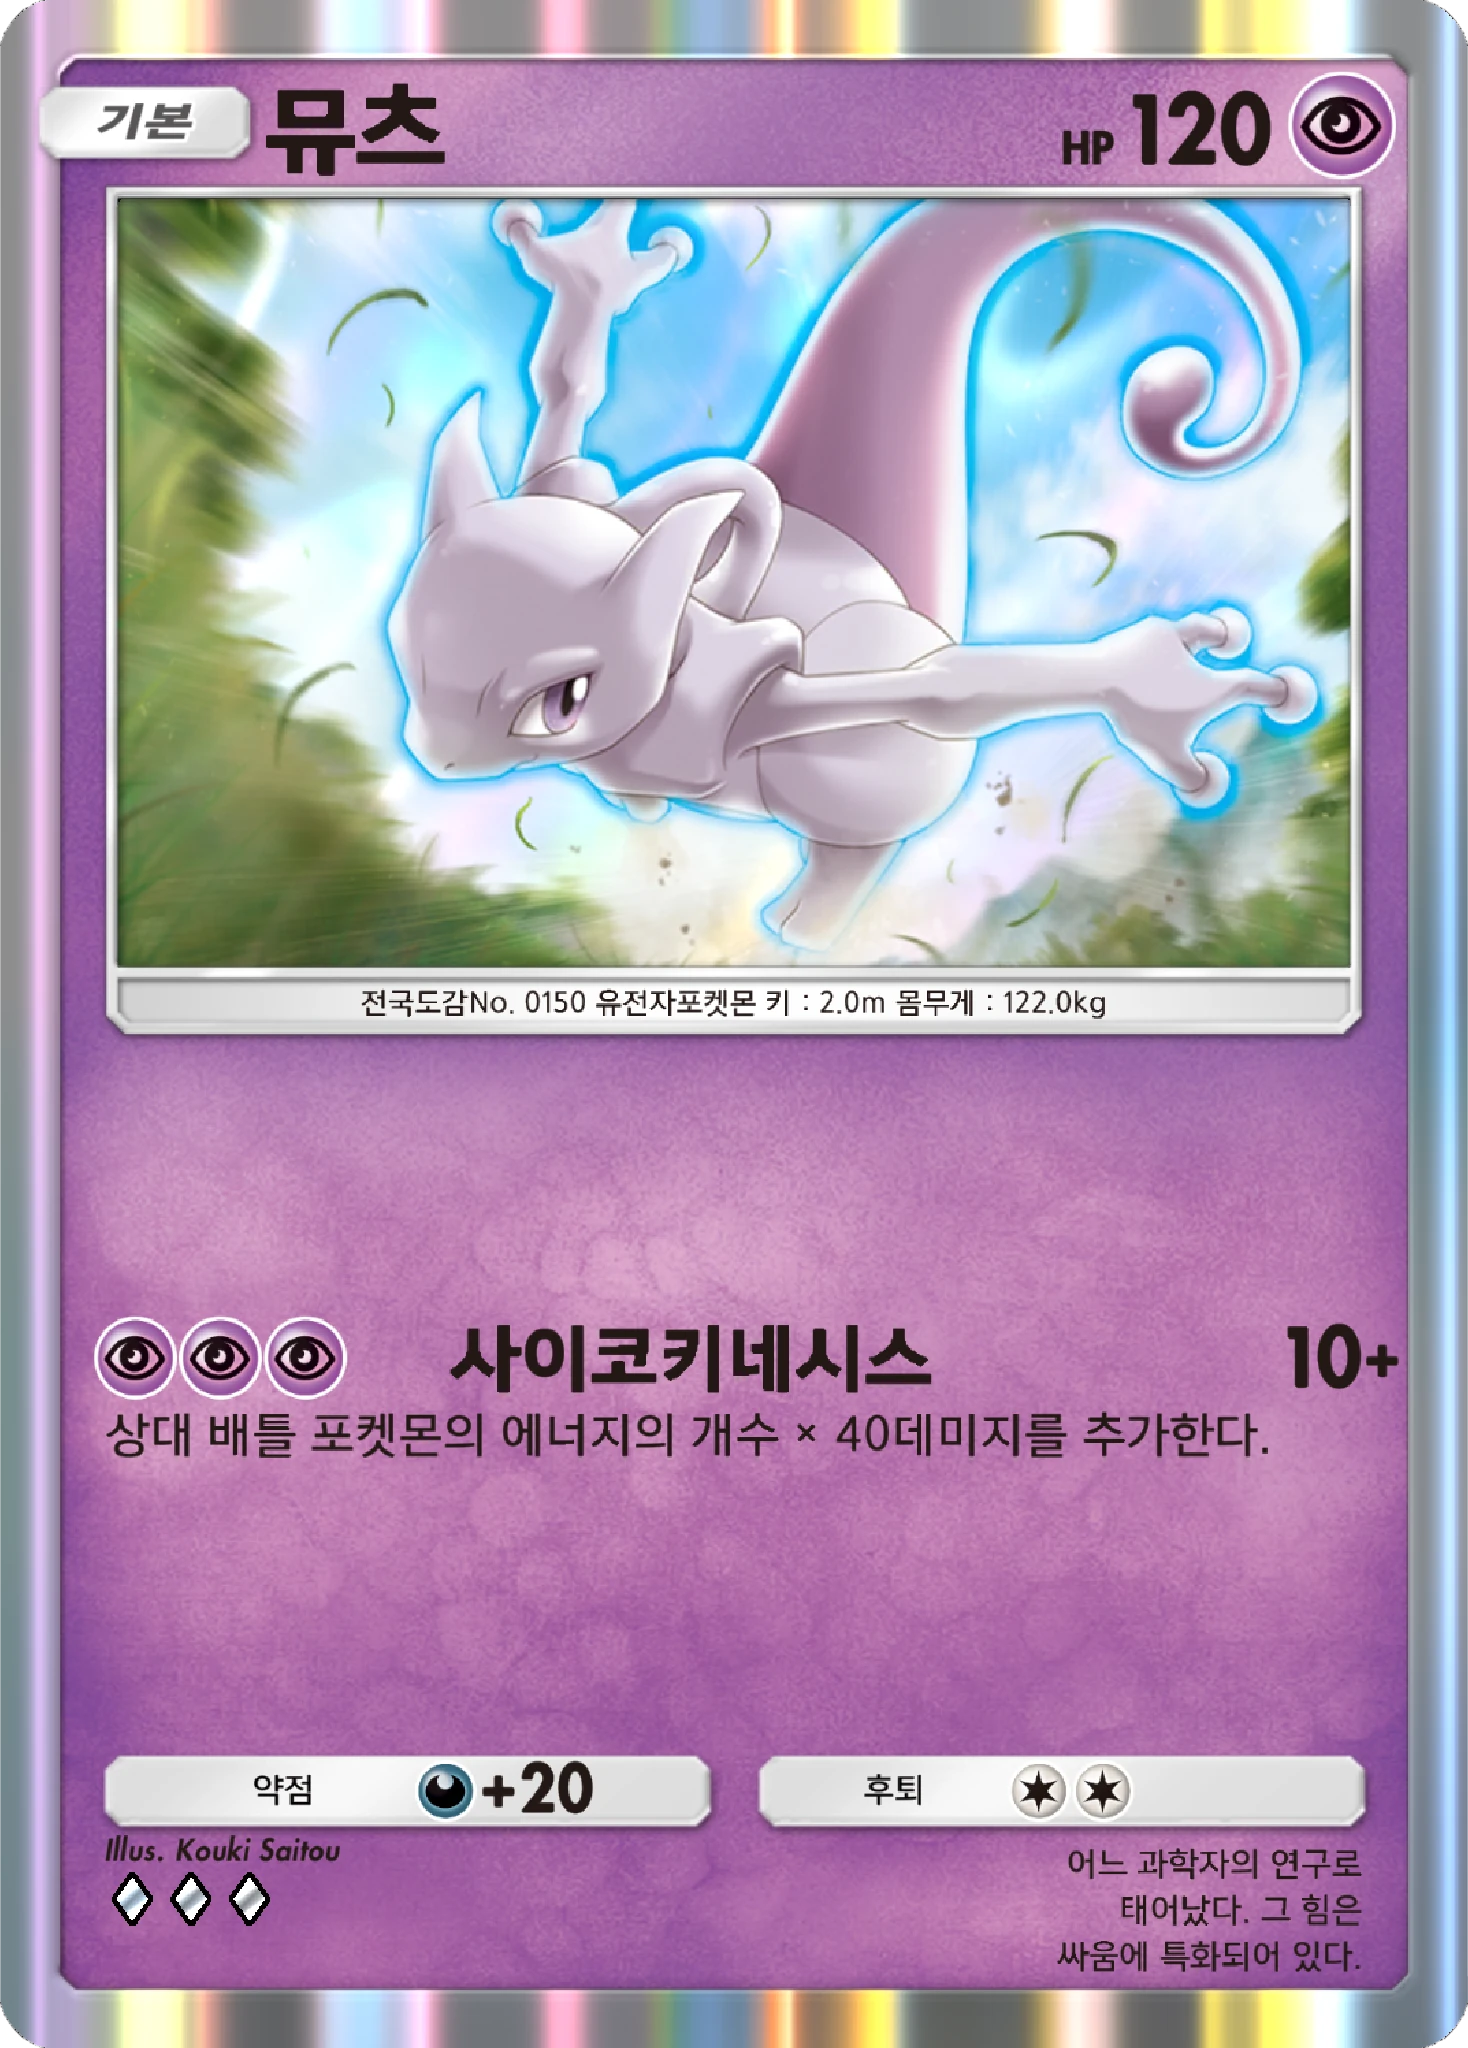 기본 뮤츠 HP 120
전국도감No. 0150 유전자포켓몬 키 : 2.0m 몸무게 : 122.0kg
사이코키네시스 10+
상대 배틀 포켓몬의 에너지의 개수 × 40데미지를 추가한다.
약점 +20 후퇴
Illus. Kouki Saitou
어느 과학자의 연구로
태어났다. 그 힘은
싸움에 특화되어 있다.